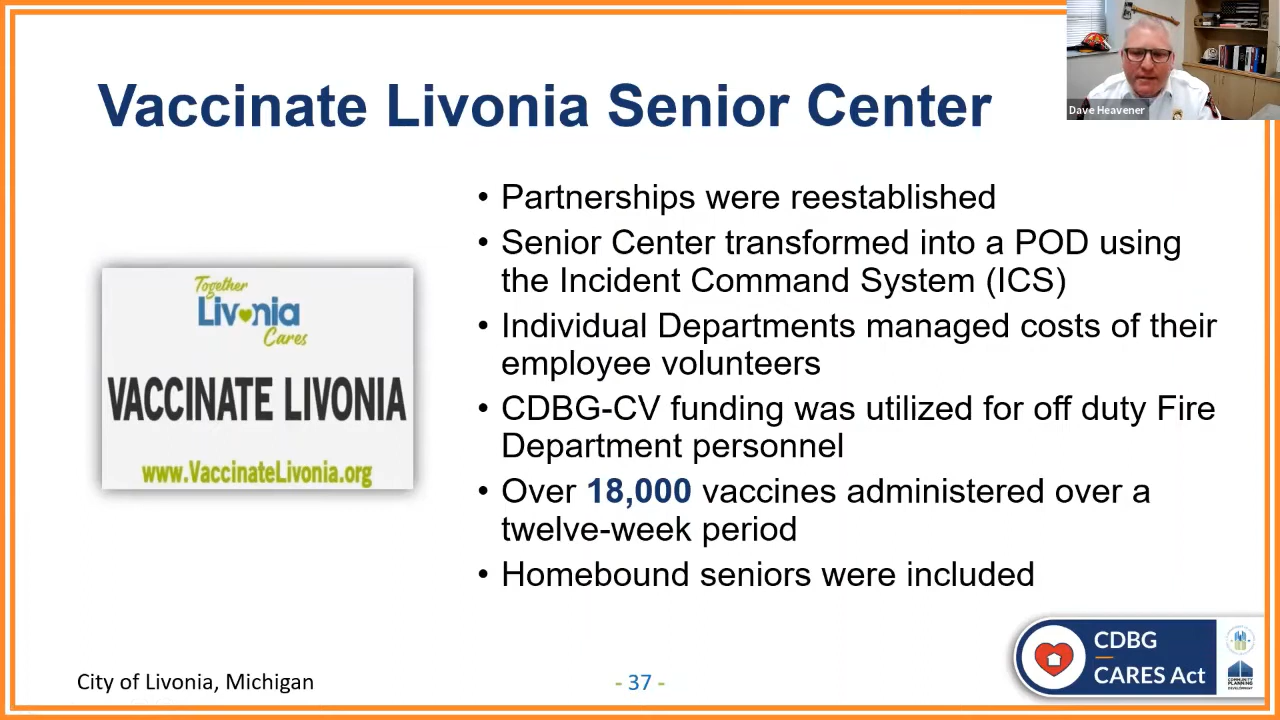 Vaccinate Livonia Senior Center
Dave Heavener
• Partnerships were reestablished
• Senior Center transformed into a POD using
the Incident Command System (ICS)
• Individual Departments managed costs of their
employee volunteers
• CDBG-CV funding was utilized for off duty Fire
Department personnel
• Over 18,000 vaccines administered over a
twelve-week period
• Homebound seniors were included
Together
Livonia
Cares
VACCINATE LIVONIA
www.VaccinateLivonia.org
City of Livonia, Michigan
- 37 -
CDBG
CARES Act
COMMUNITY
PLANNING
DEVELOPMENT